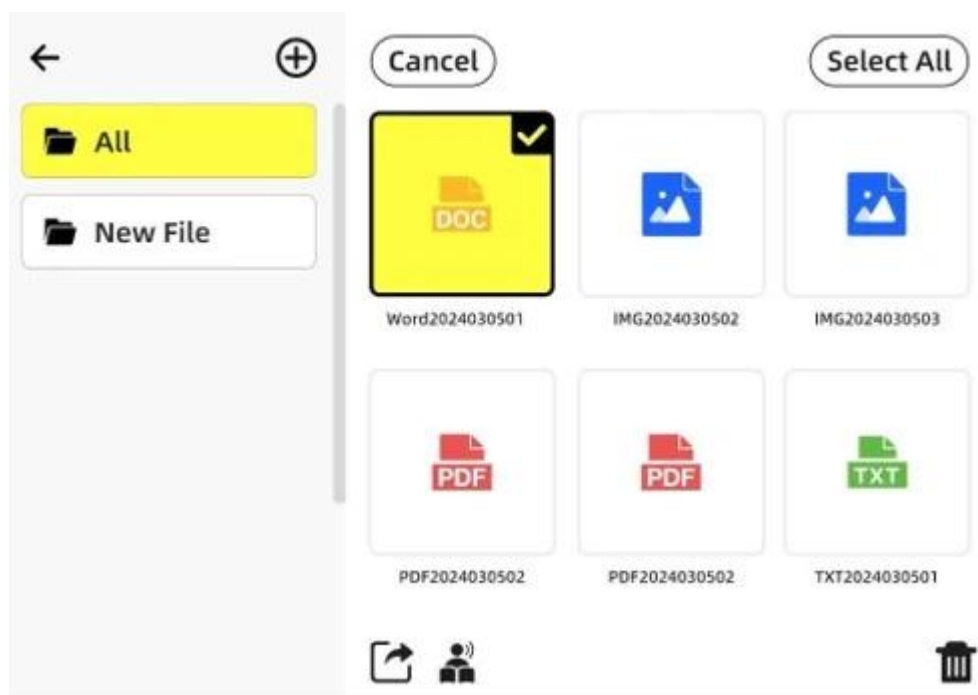 All
New File
Cancel
Select All
DOC
Word2024030501
IMG2024030502
IMG2024030503
PDF
PDF2024030502
PDF
PDF2024030502
TXT
TXT2024030501